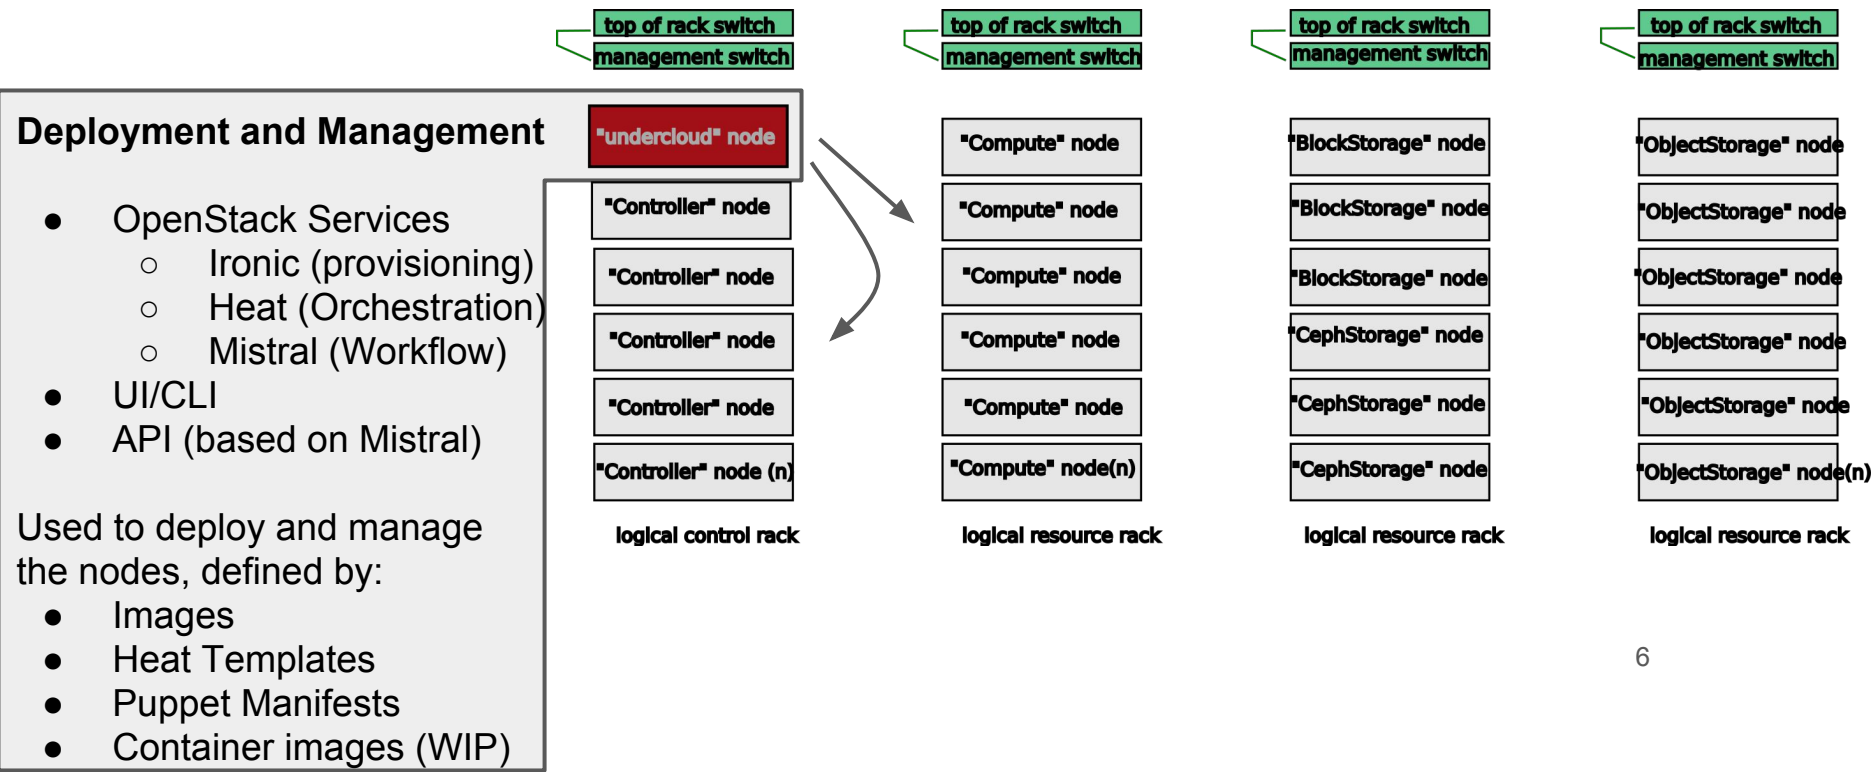 top of rack switch
management switch
top of rack switch
management switch
top of rack switch
management switch
top of rack switch
management switch
Deployment and Management
● OpenStack Services
○ Ironic (provisioning)
○ Heat (Orchestration)
○ Mistral (Workflow)
● UI/CLI
● API (based on Mistral)
Used to deploy and manage
the nodes, defined by:
● Images
● Heat Templates
● Puppet Manifests
● Container images (WIP)
"undercloud" node
"Controller" node
"Controller" node
"Controller" node
"Controller" node
"Controller" node (n)
logical control rack
"Compute" node
"Compute" node
"Compute" node
"Compute" node
"Compute" node
"Compute" node(n)
logical resource rack
"BlockStorage" node
"BlockStorage" node
"BlockStorage" node
"CephStorage" node
"CephStorage" node
"CephStorage" node
logical resource rack
"ObjectStorage" node
"ObjectStorage" node
"ObjectStorage" node
"ObjectStorage" node
"ObjectStorage" node
"ObjectStorage" node(n)
logical resource rack
6